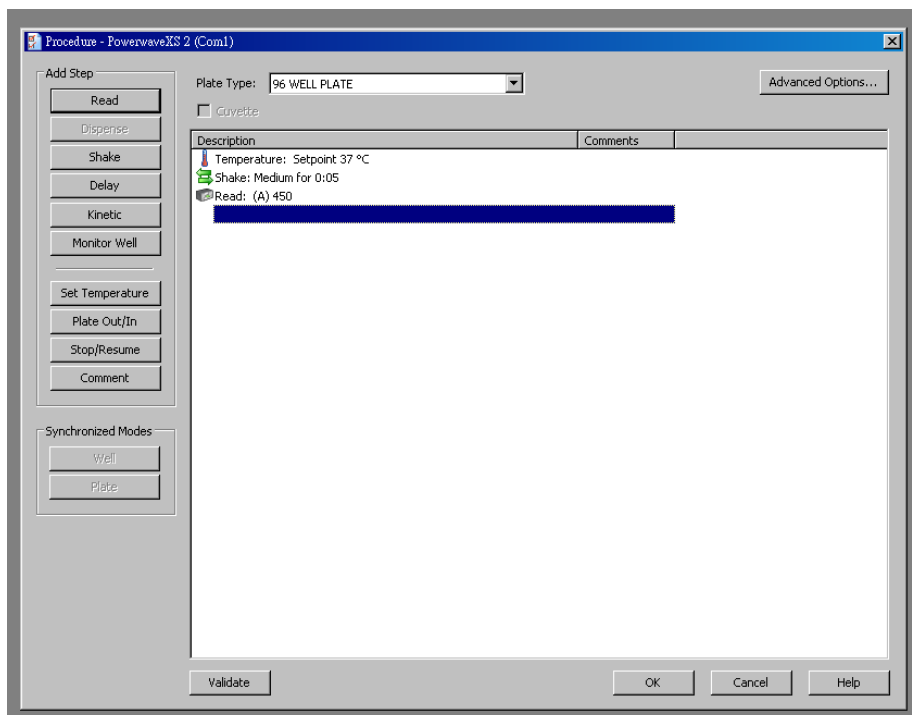 Procedure - PowerwaveXS 2 (Com1)
Add Step
Read
Dispense
Shake
Delay
Kinetic
Monitor Well
Set Temperature
Plate Out/In
Stop/Resume
Comment
Synchronized Modes
Well
Plate
Plate Type: 96 WELL PLATE
Advanced Options...
Cuvette
Description Comments
Temperature: Setpoint 37 °C
Shake: Medium for 0:05
Read: (A) 450
Validate OK Cancel Help